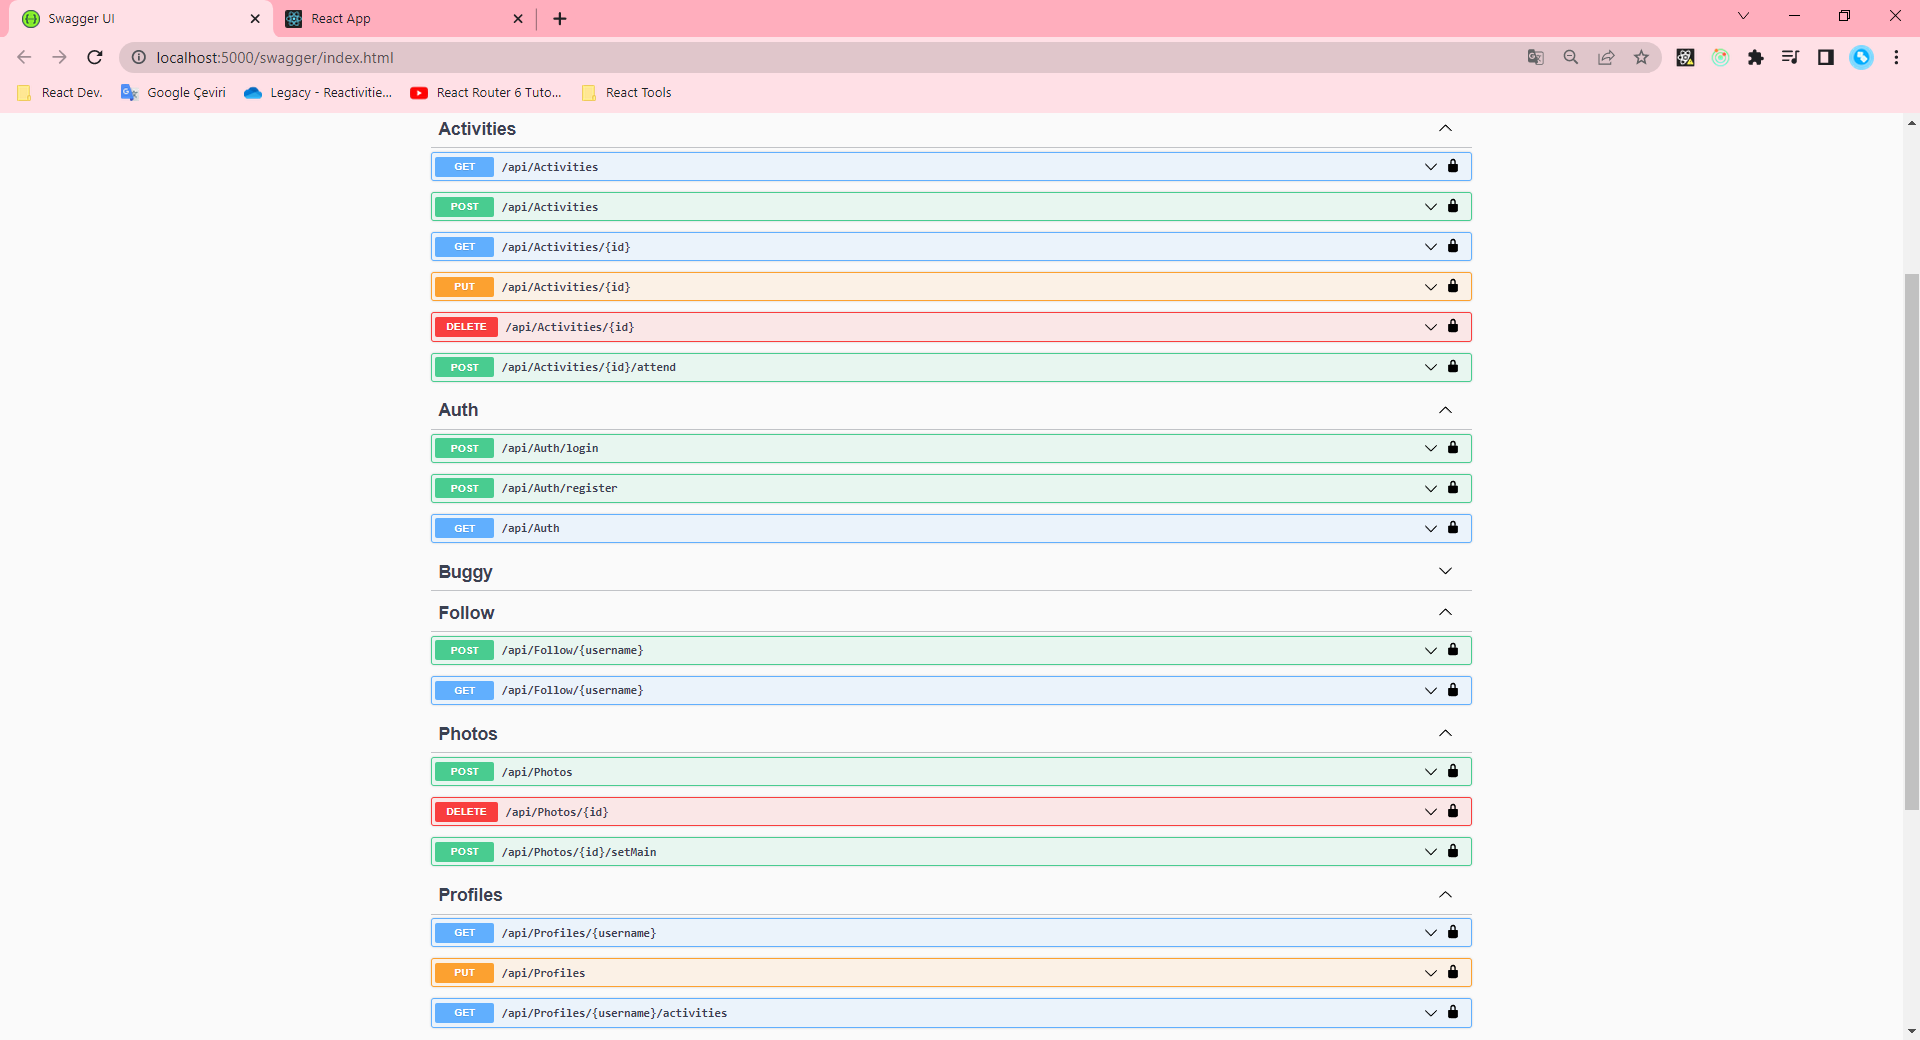 Swagger UI
React App
localhost:5000/swagger/index.html
React Dev.
Google Çeviri
Legacy - Reactivitie...
React Router 6 Tuto...
React Tools
Activities
GET /api/Activities
POST /api/Activities
GET /api/Activities/{id}
PUT /api/Activities/{id}
DELETE /api/Activities/{id}
POST /api/Activities/{id}/attend
Auth
POST /api/Auth/login
POST /api/Auth/register
GET /api/Auth
Buggy
Follow
POST /api/Follow/{username}
GET /api/Follow/{username}
Photos
POST /api/Photos
DELETE /api/Photos/{id}
POST /api/Photos/{id}/setMain
Profiles
GET /api/Profiles/{username}
PUT /api/Profiles
GET /api/Profiles/{username}/activities